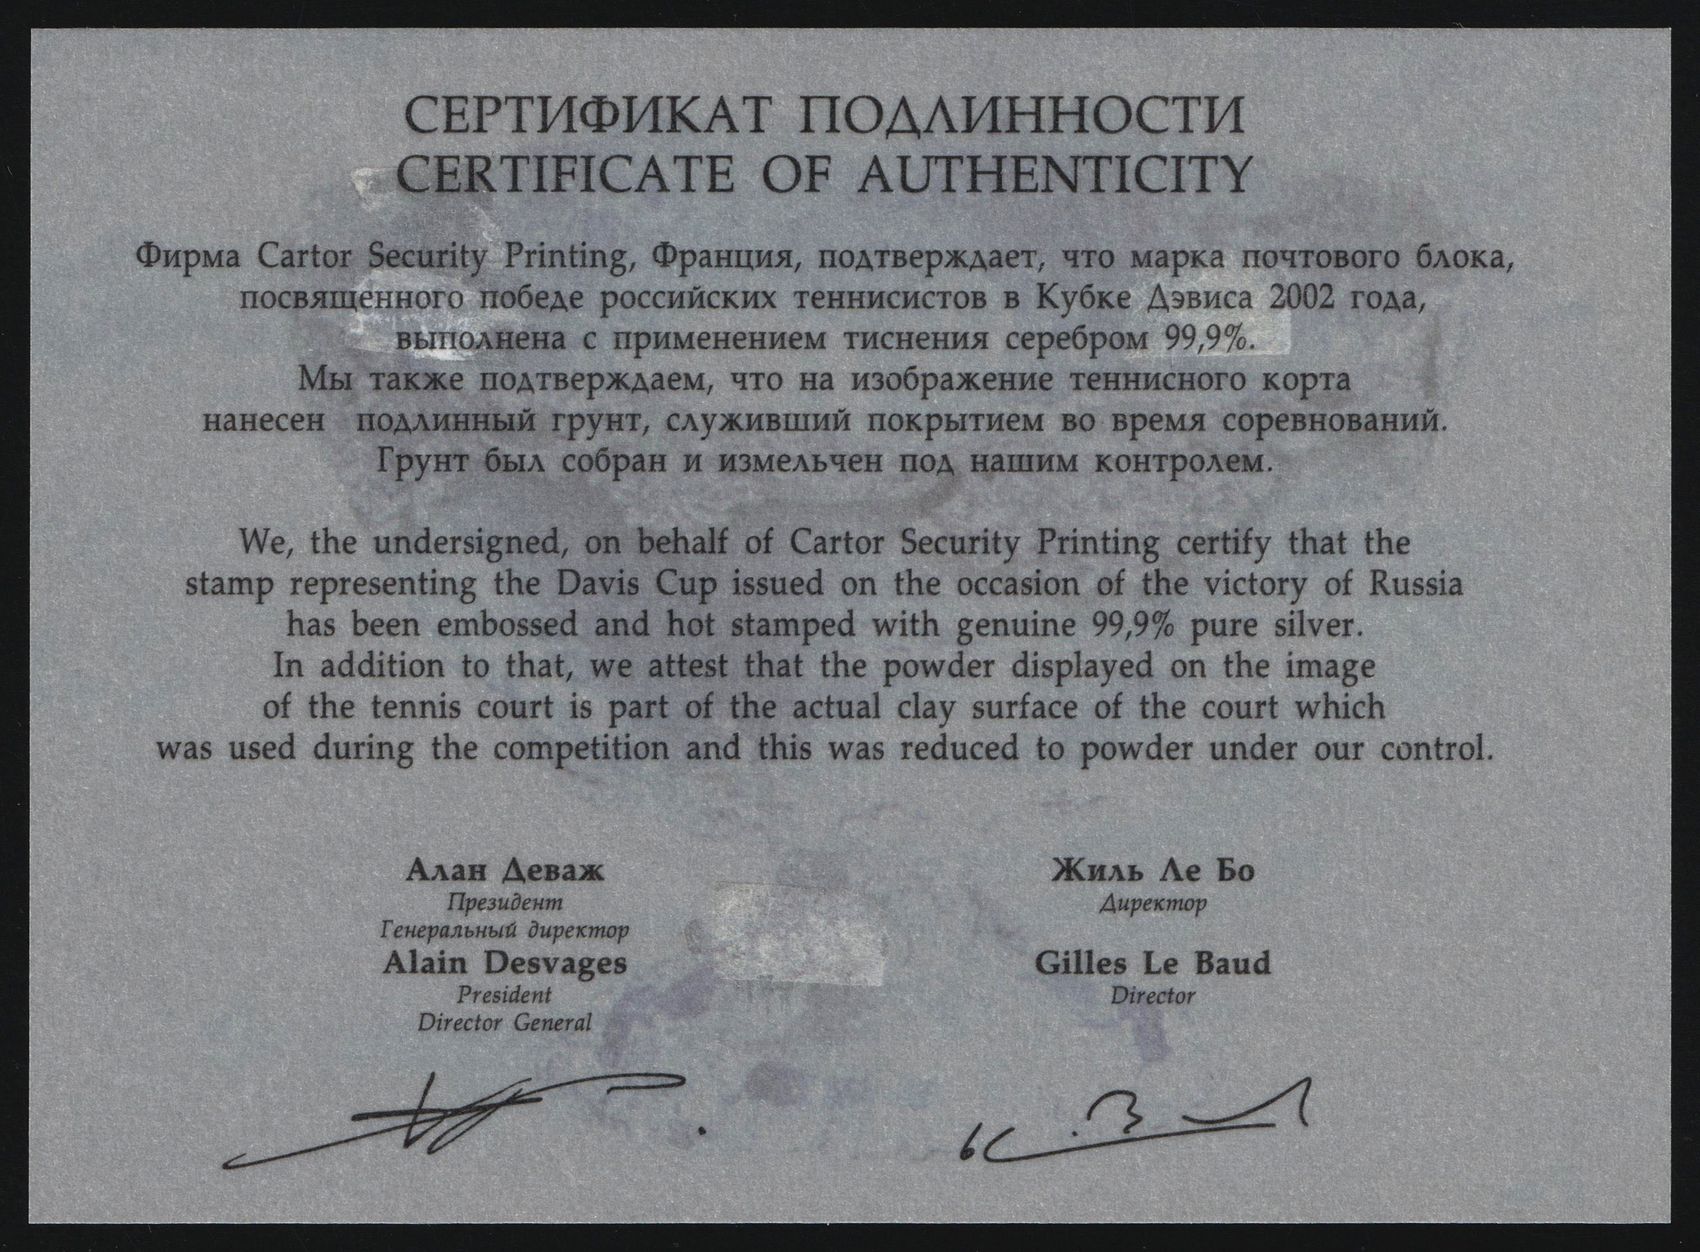 СЕРТИФИКАТ ПОДЛИННОСТИ
CERTIFICATE OF AUTHENTICITY
Фирма Cartor Security Printing, Франция, подтверждает, что марка почтового блока,
посвященного победе российских теннисистов в Кубке Дэвиса 2002 года,
выполнена с применением тиснения серебром 99,9%.
Мы также подтверждаем, что на изображение теннисного корта
нанесен подлинный грунт, служивший покрытием во время соревнований.
Грунт был собран и измельчен под нашим контролем.
We, the undersigned, on behalf of Cartor Security Printing certify that the
stamp representing the Davis Cup issued on the occasion of the victory of Russia
has been embossed and hot stamped with genuine 99,9% pure silver.
In addition to that, we attest that the powder displayed on the image
of the tennis court is part of the actual clay surface of the court which
was used during the competition and this was reduced to powder under our control.
Алан Деваж
Президент
Генеральный директор
Alain Desvages
President
Director General
Жиль Ле Бо
Директор
Gilles Le Baud
Director